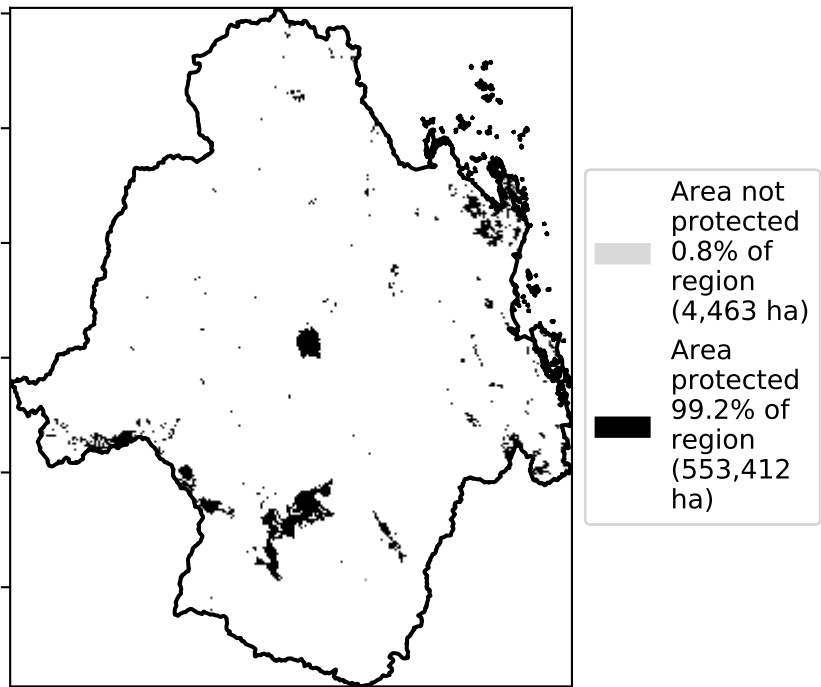 Area not
protected
0.8% of
region
(4,463 ha)
Area
protected
99.2% of
region
(553,412
ha)